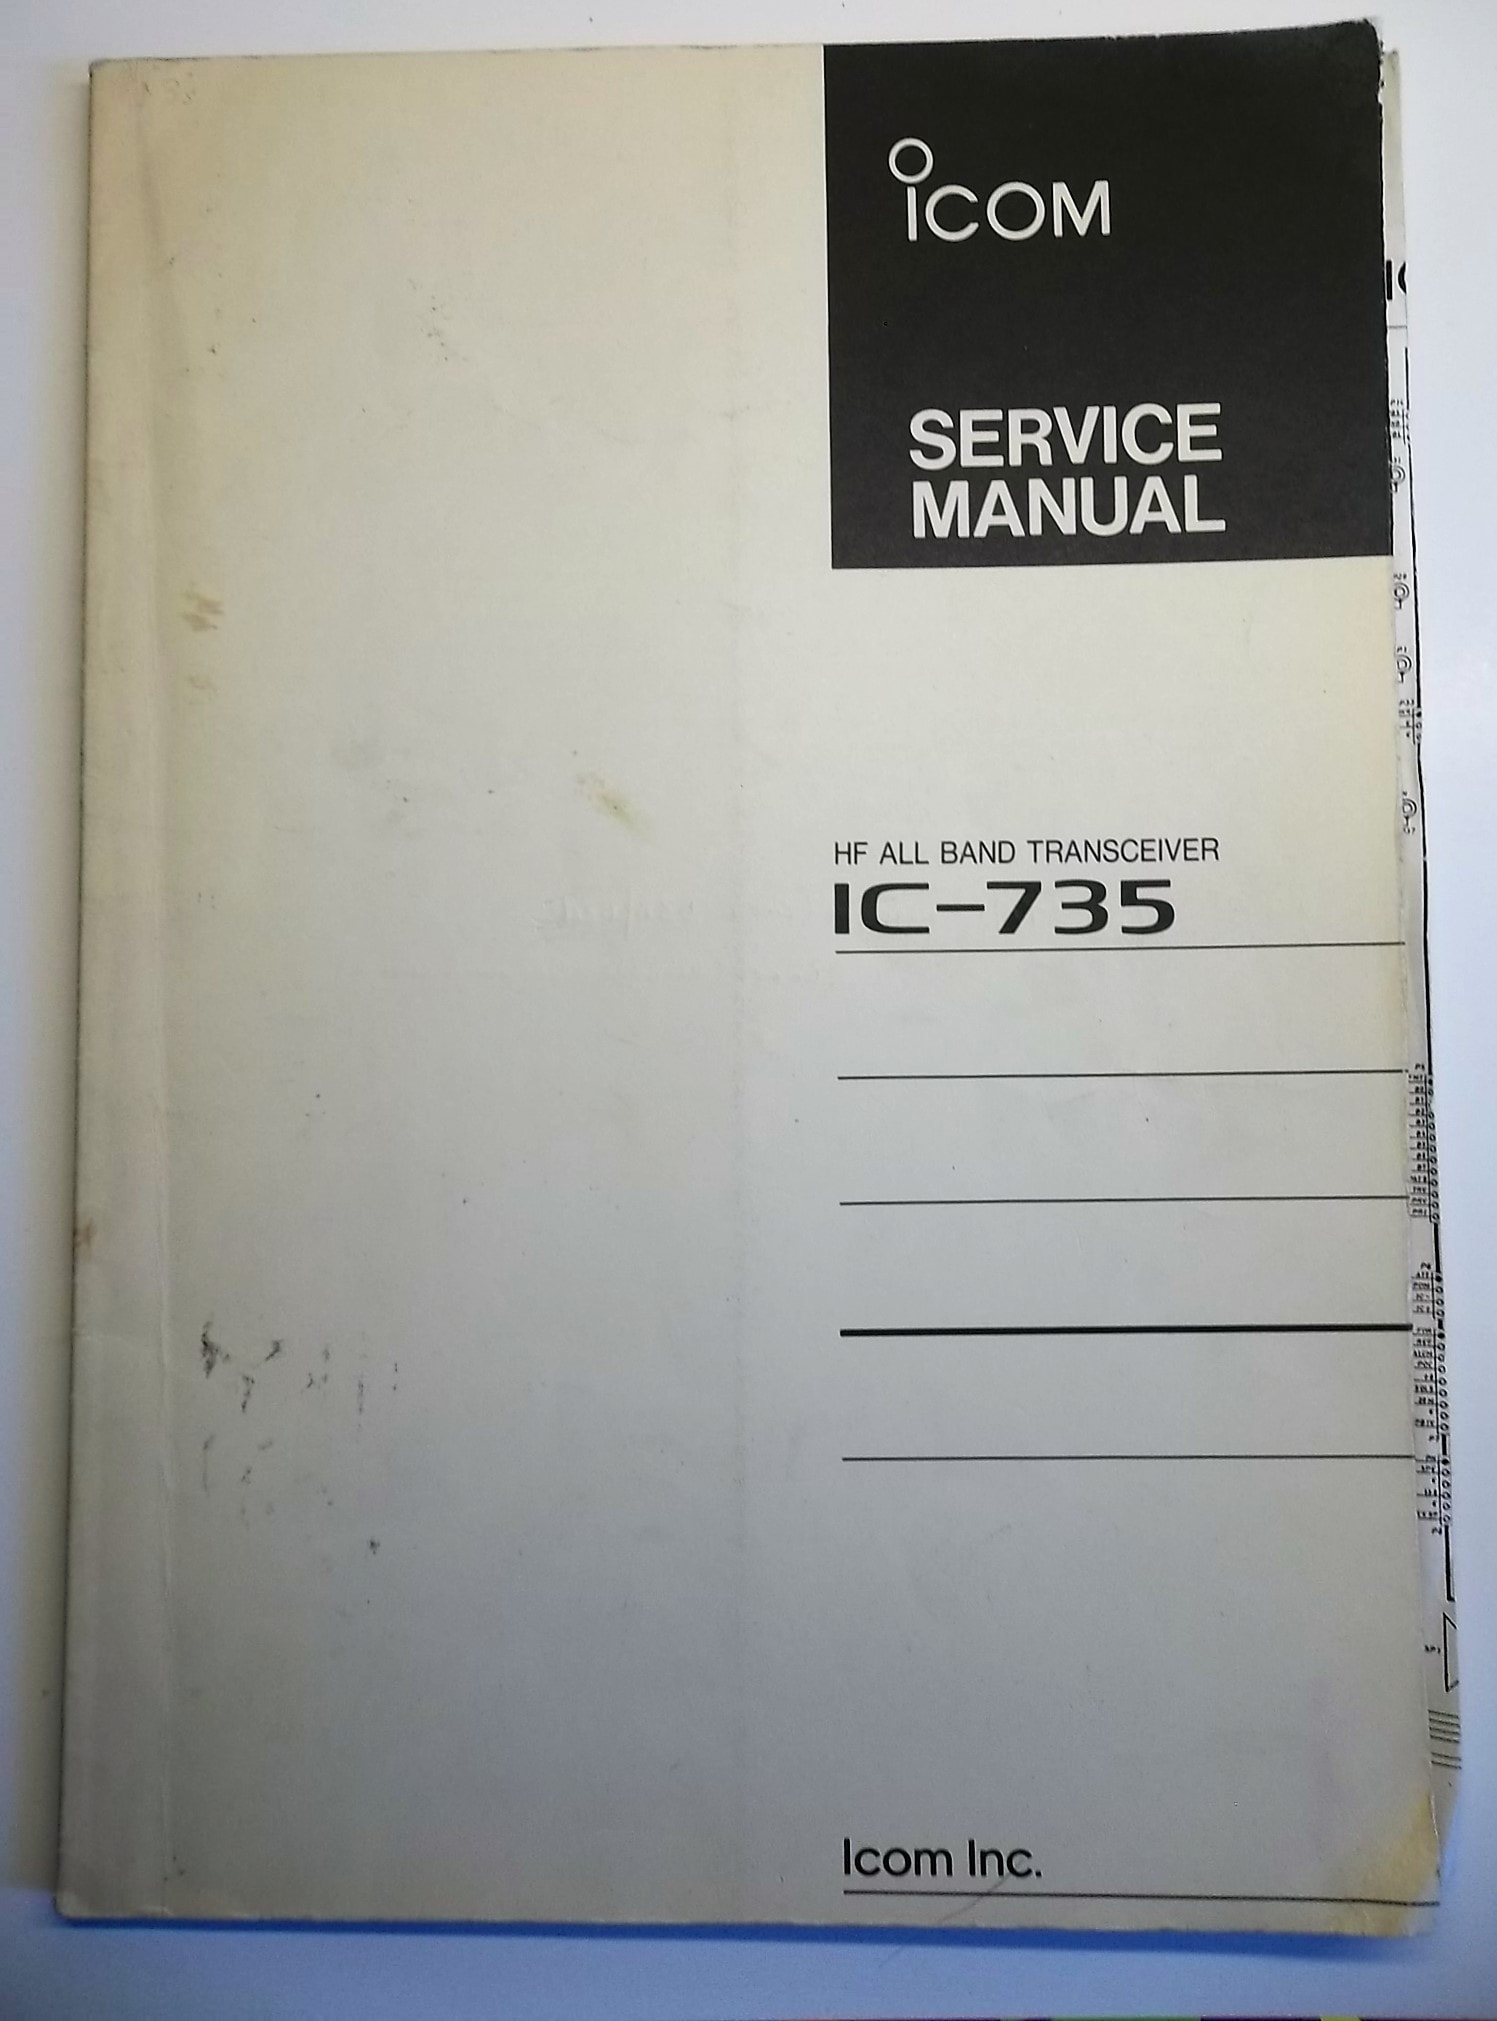 iCOM
SERVICE
MANUAL
HF ALL BAND TRANSCEIVER
IC-735
Icom Inc.